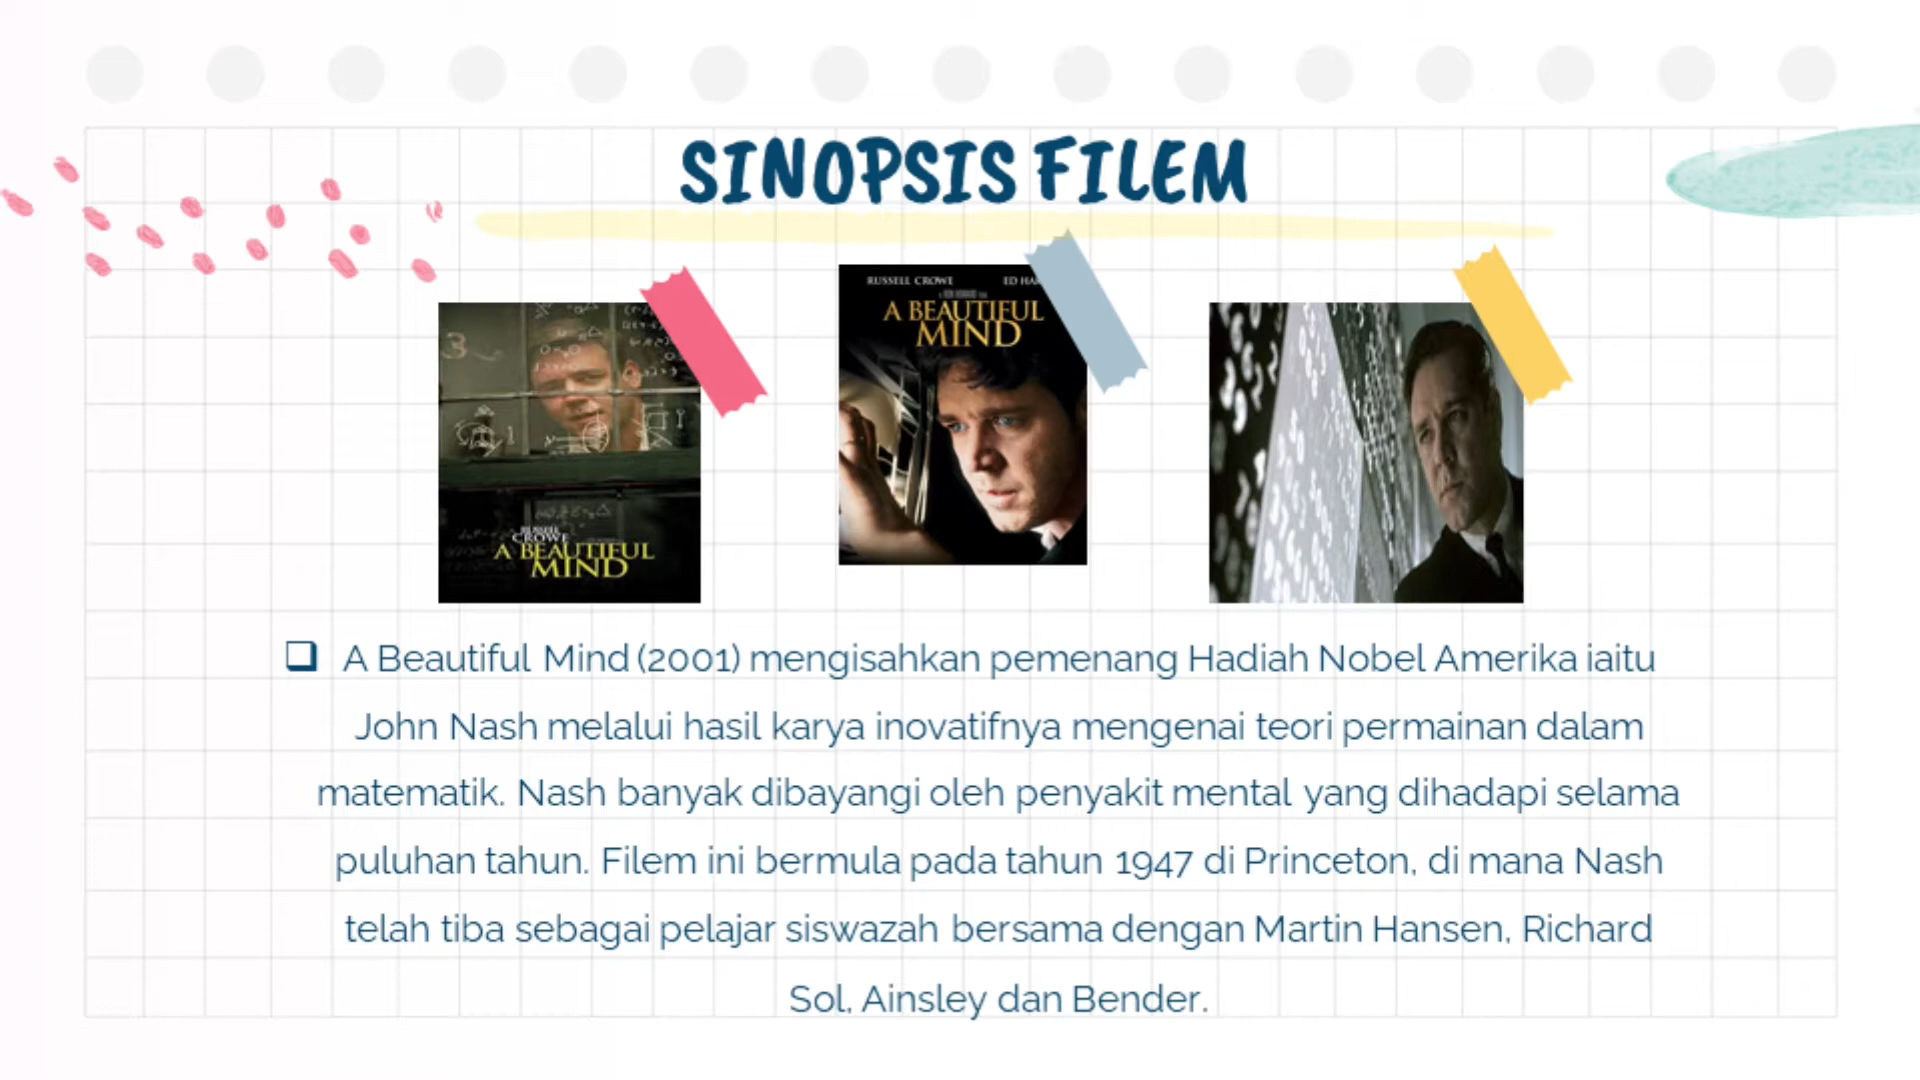 SINOPSIS FILEM
RUSSELL CROWE
A BEAUTIFUL
MIND
RUSSELL
CROWE
A BEAUTIFUL
MIND
❑ A Beautiful Mind (2001) mengisahkan pemenang Hadiah Nobel Amerika iaitu
John Nash melalui hasil karya inovatifnya mengenai teori permainan dalam
matematik. Nash banyak dibayangi oleh penyakit mental yang dihadapi selama
puluhan tahun. Filem ini bermula pada tahun 1947 di Princeton, di mana Nash
telah tiba sebagai pelajar siswazah bersama dengan Martin Hansen, Richard
Sol, Ainsley dan Bender.